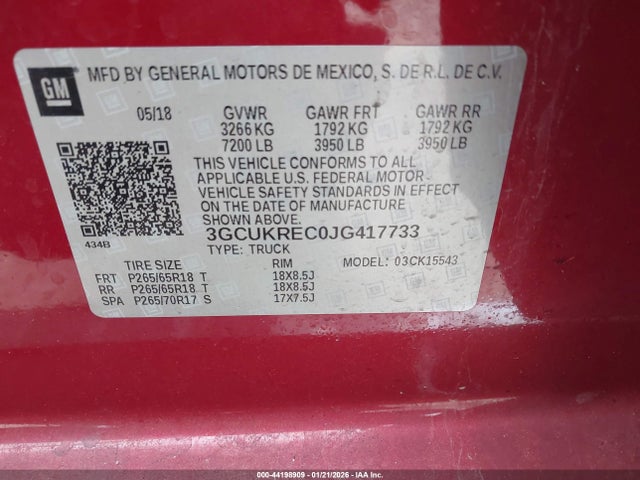 GM
MFD BY GENERAL MOTORS DE MEXICO, S. DE R.L. DE C.V.
05/18 GVWR GAWR FRT GAWR RR
3266 KG 1792 KG 1792 KG
7200 LB 3950 LB 3950 LB
THIS VEHICLE CONFORMS TO ALL
APPLICABLE U.S. FEDERAL MOTOR
VEHICLE SAFETY STANDARDS IN EFFECT
ON THE DATE OF MANUFACTURE SHOWN ABOVE.
3GCUKREC0JG417733
434B TYPE: TRUCK
TIRE SIZE RIM MODEL: 03CK15543
FRT P265/65R18 T 18X8.5J
RR P265/65R18 T 18X8.5J
SPA P265/70R17 S 17X7.5J
000-44198909 - 01/21/2026 - IAA Inc.